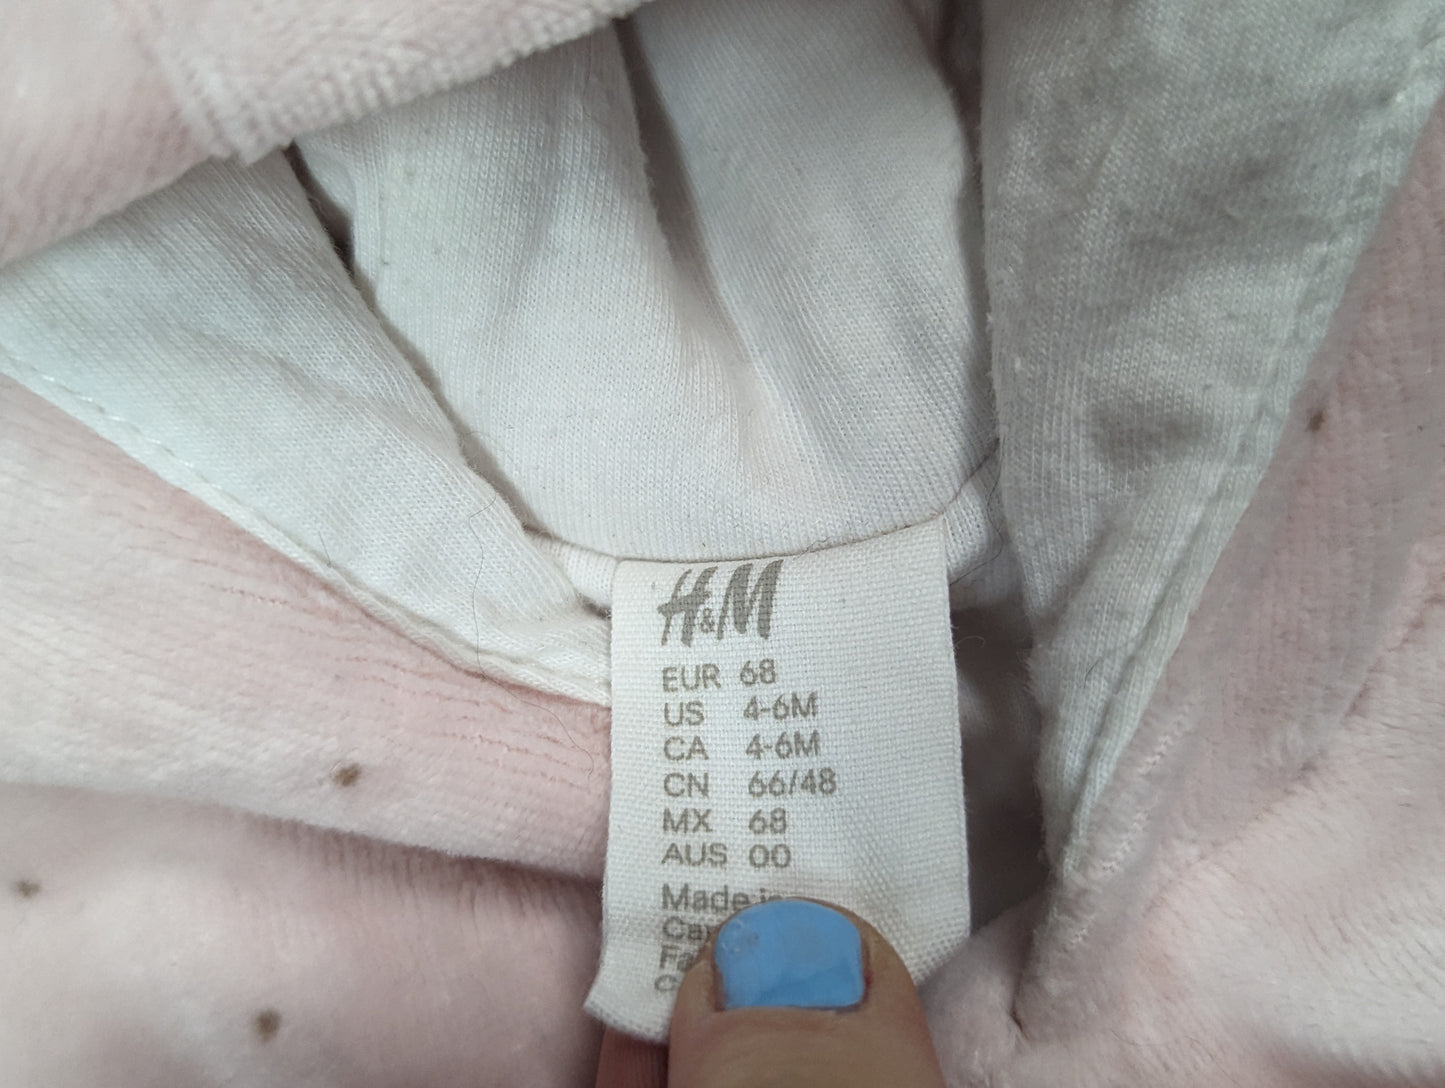 H&M
EUR 68
US 4-6M
CA 4-6M
CN 66/48
MX 68
AUS 00
Made